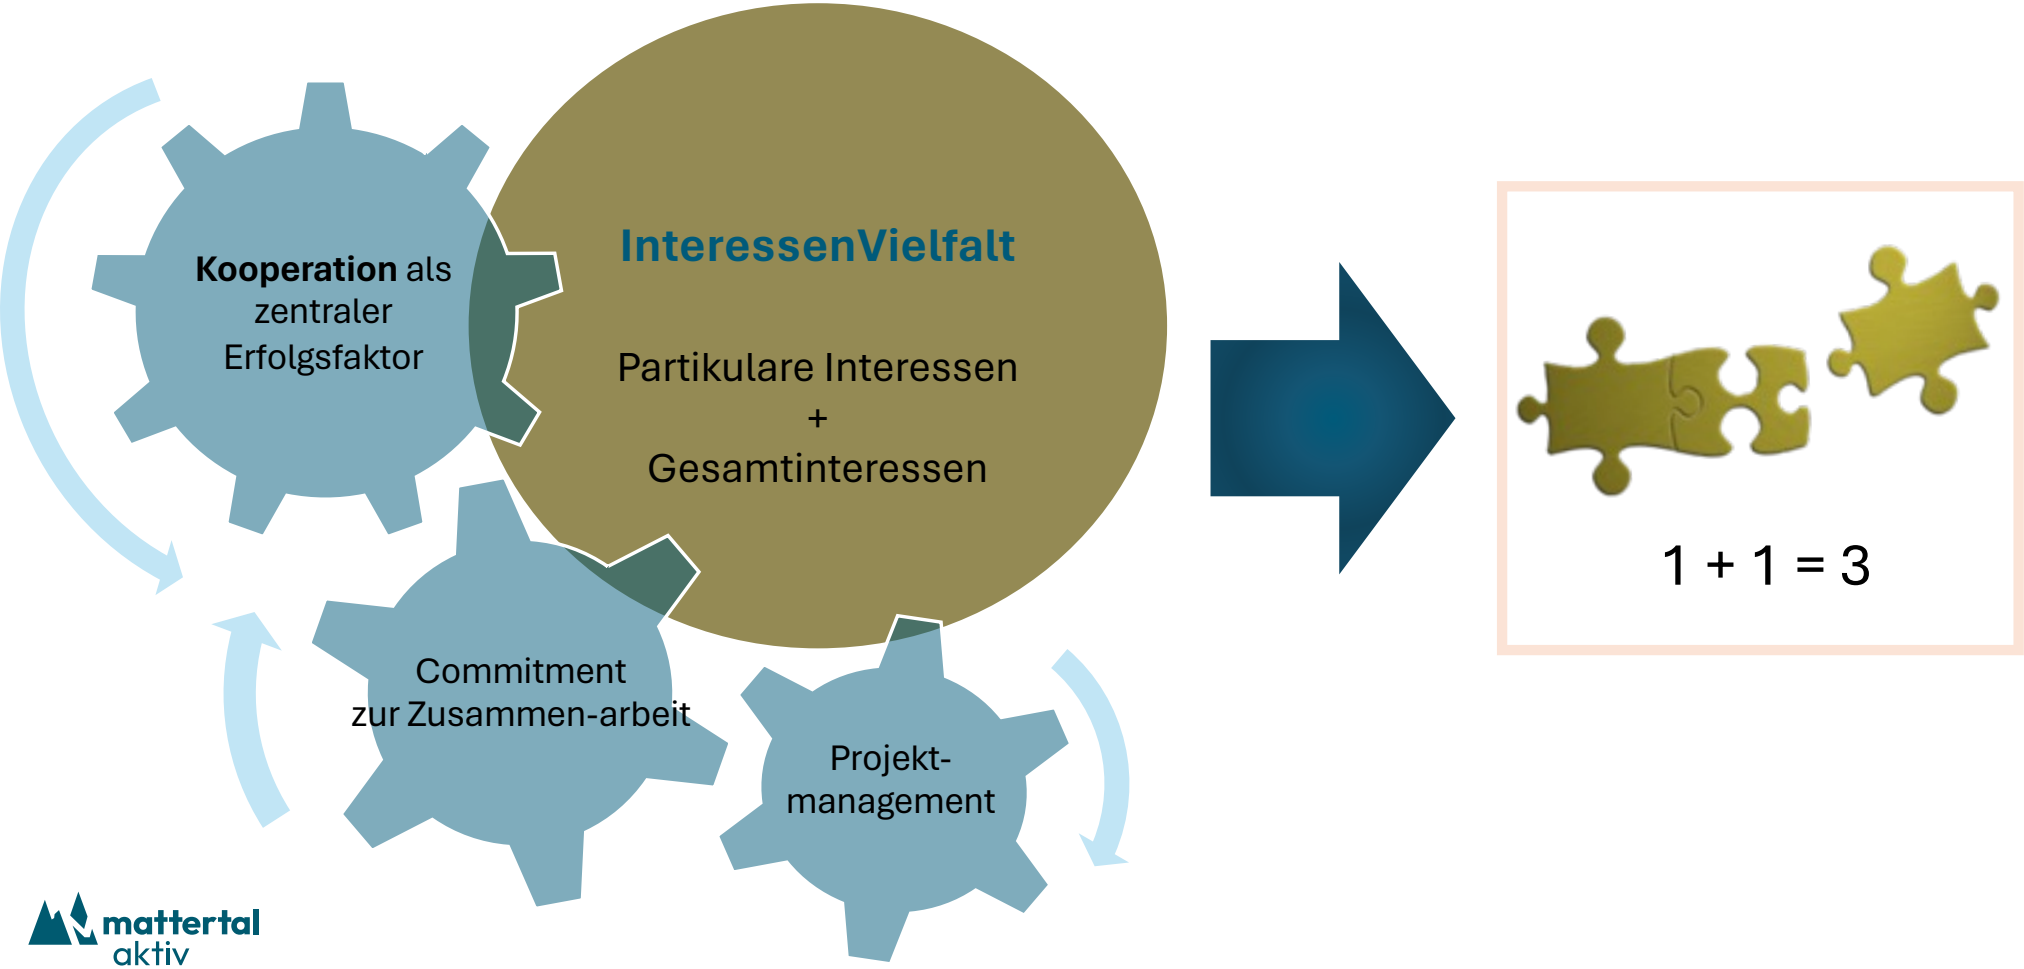 Kooperation als
zentraler
Erfolgsfaktor
InteressenVielfalt
Partikulare Interessen
+
Gesamtinteressen
Commitment
zur Zusammen-arbeit
Projekt-
management
1 + 1 = 3
mattertal
aktiv